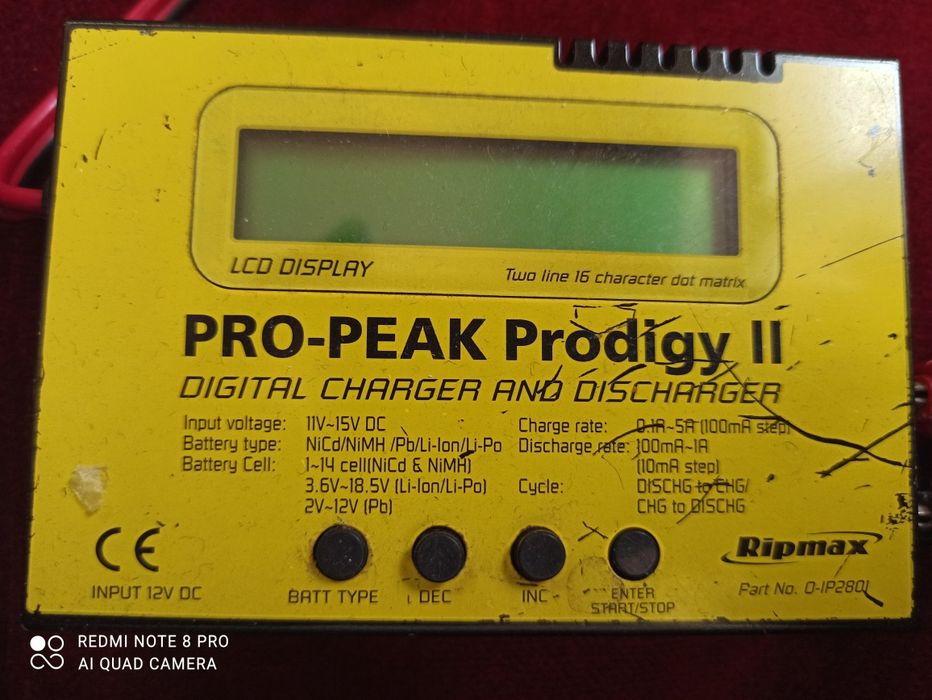 LCD DISPLAY
Two line 16 character dot matrix
PRO-PEAK Prodigy II
DIGITAL CHARGER AND DISCHARGER
Input voltage: 11V~15V DC
Battery type: NiCd/NiMH /Pb/Li-Ion/Li-Po
Battery Cell: 1~14 cell(NiCd & NiMH)
3.6V~18.5V (Li-Ion/Li-Po)
2V~12V (Pb)
Charge rate: 0.1A~5A (100mA step)
Discharge rate: 100mA~1A
(10mA step)
Cycle: DISCHG to CHG/
CHG to DISCHG
CE
INPUT 12V DC
BATT TYPE
DEC
INC
ENTER
START/STOP
Ripmax
Part No. O-IP2801
REDMI NOTE 8 PRO
AI QUAD CAMERA